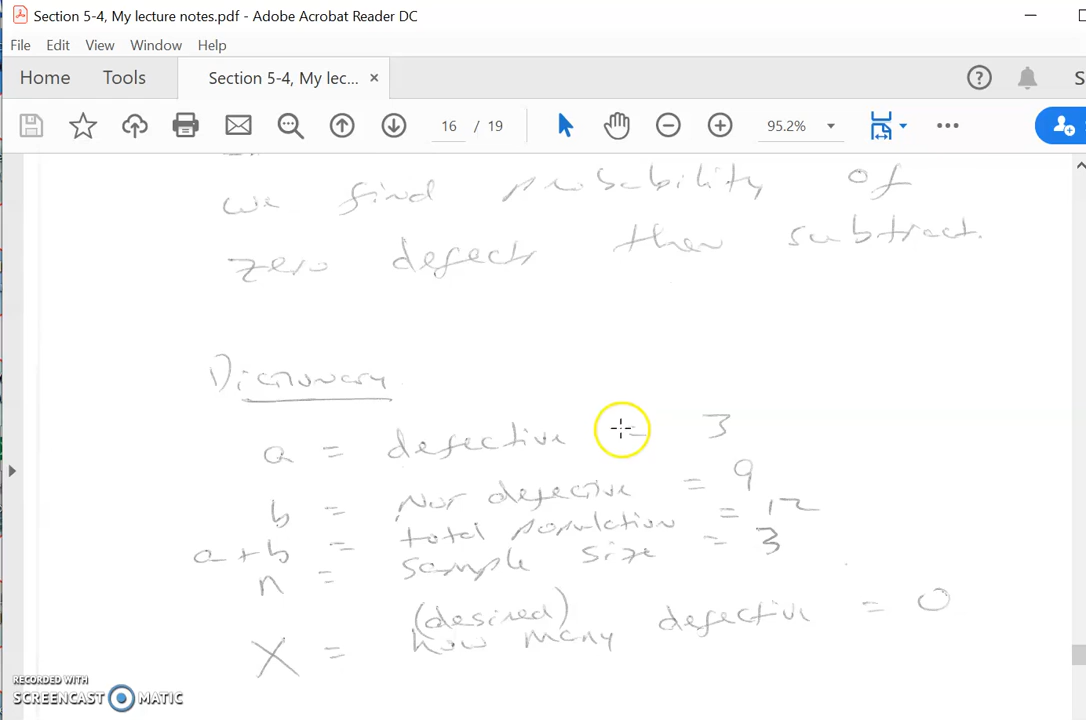 Section 5-4, My lecture notes.pdf - Adobe Acrobat Reader DC
File Edit View Window Help
Home Tools Section 5-4, My lec... × S
16 / 19 95.2%
we find probability of
zero defects then subtract.
Dictionary
a = defective = 3
b = Not defective = 9
a+b = total population = 12
n = sample size = 3
X = (desired) how many defective = 0
RECORDED WITH
SCREENCAST MATIC